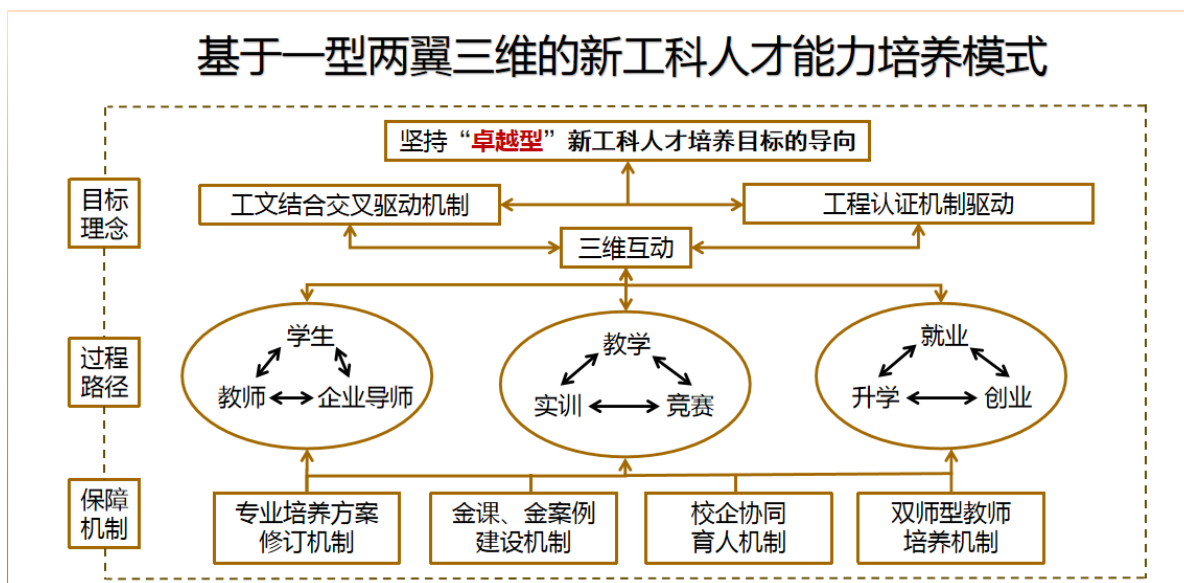 基于一型两翼三维的新工科人才能力培养模式
坚持“卓越型”新工科人才培养目标的导向
目标
理念
工文结合交叉驱动机制
工程认证机制驱动
三维互动
过程
路径
学生
教师
企业导师
教学
实训
竞赛
就业
升学
创业
保障
机制
专业培养方案
修订机制
金课、金案例
建设机制
校企协同
育人机制
双师型教师
培养机制